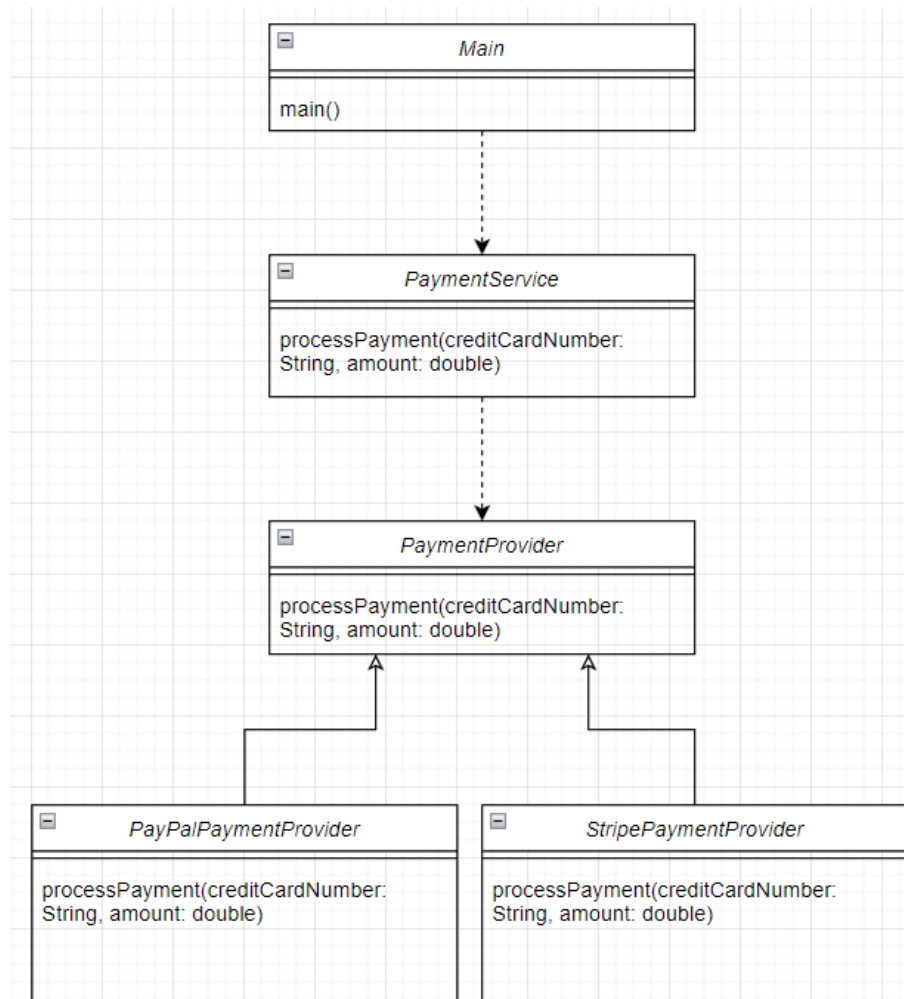 Main
main()
PaymentService
processPayment(creditCardNumber:
String, amount: double)
PaymentProvider
processPayment(creditCardNumber:
String, amount: double)
PayPalPaymentProvider
processPayment(creditCardNumber:
String, amount: double)
StripePaymentProvider
processPayment(creditCardNumber:
String, amount: double)